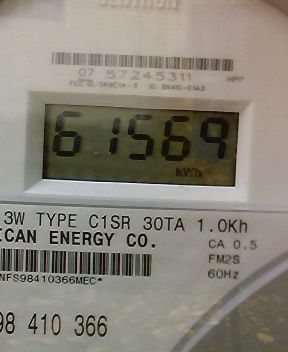 07 57245311
61569
kWh
3W TYPE C1SR 30TA 1.0Kh
ICAN ENERGY CO.
CA 0.5
FM2S
60Hz
NFS98410366MEC*
98 410 366